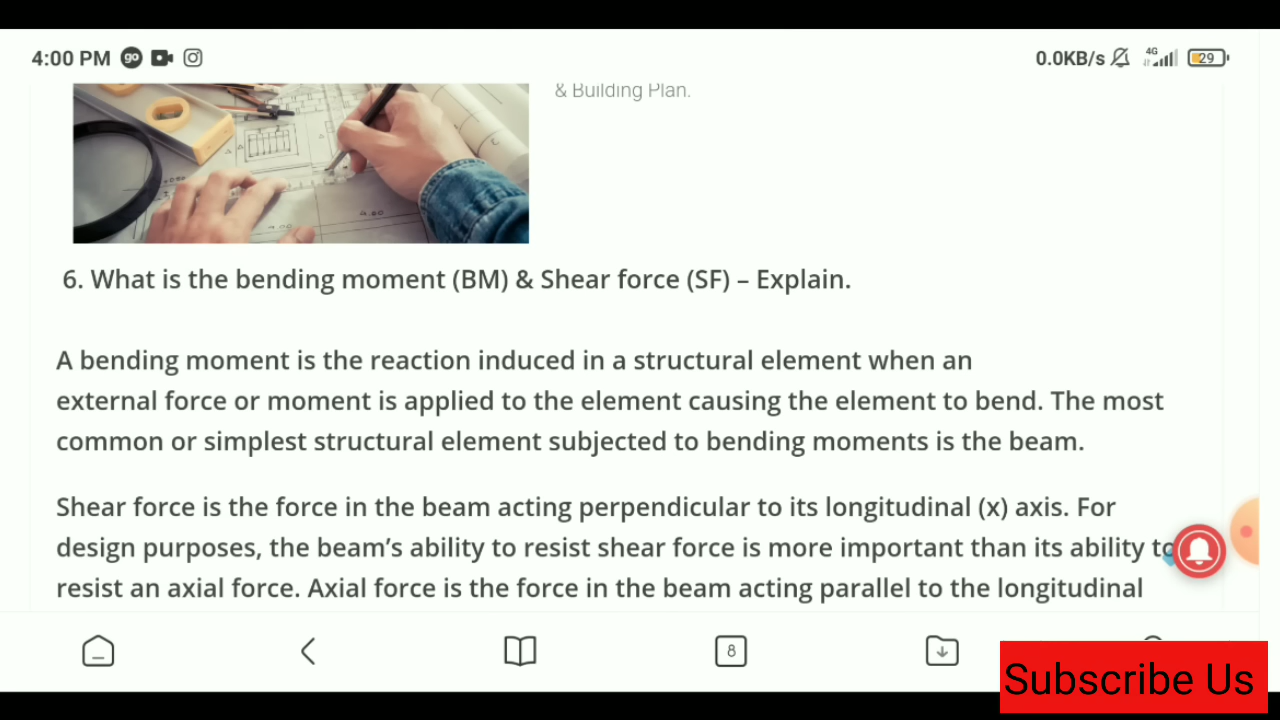 4:00 PM go
0.0KB/s 4G 29
& Building Plan.
6. What is the bending moment (BM) & Shear force (SF) – Explain.
A bending moment is the reaction induced in a structural element when an
external force or moment is applied to the element causing the element to bend. The most
common or simplest structural element subjected to bending moments is the beam.
Shear force is the force in the beam acting perpendicular to its longitudinal (x) axis. For
design purposes, the beam's ability to resist shear force is more important than its ability to
resist an axial force. Axial force is the force in the beam acting parallel to the longitudinal
8
Subscribe Us